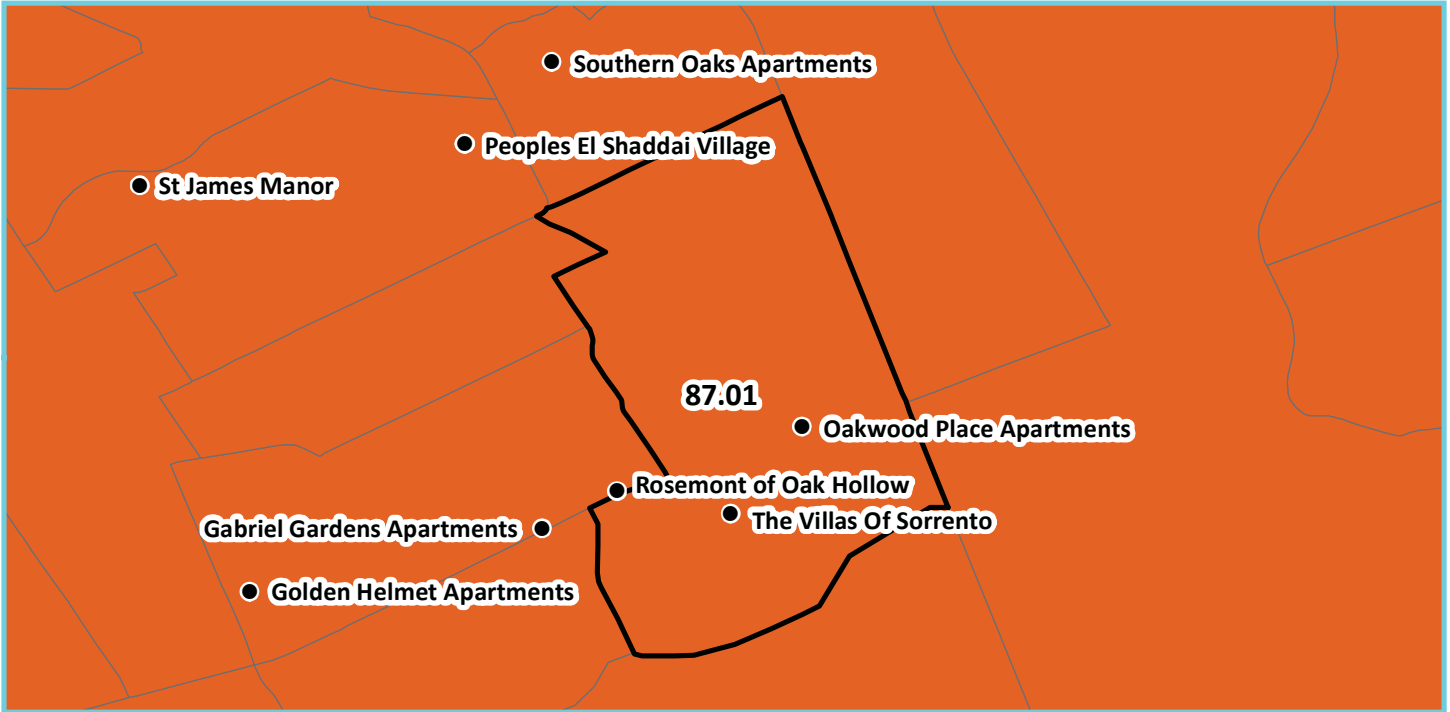 Southern Oaks Apartments
Peoples El Shaddai Village
St James Manor
87.01
Oakwood Place Apartments
Rosemont of Oak Hollow
The Villas Of Sorrento
Gabriel Gardens Apartments
Golden Helmet Apartments